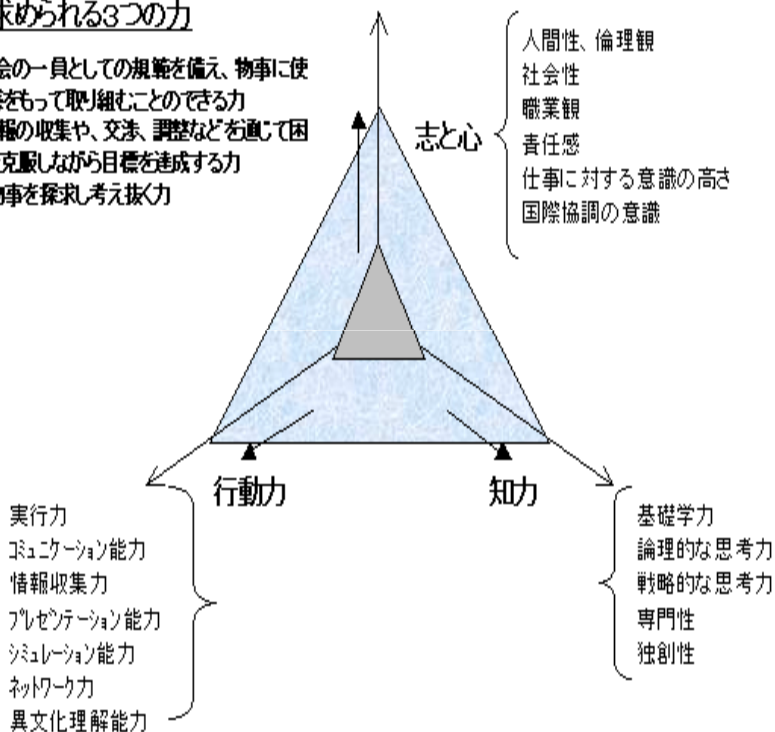 求められる3つの力
会の一員としての規範を備え、物事に使
をもって取り組むことのできる力
報の収集や、交渉、調整などを通じて困
克服しながら目標を達成する力
事を探求し考え抜く力
志と心
人間性、倫理観
社会性
職業観
責任感
仕事に対する意識の高さ
国際協調の意識
行動力
知力
実行力
ｺﾐｭﾆｹｰｼｮﾝ能力
情報収集力
ﾌﾟﾚｾﾞﾝﾃｰｼｮﾝ能力
ｼﾐｭﾚｰｼｮﾝ能力
ﾈｯﾄﾜｰｸ力
異文化理解能力
基礎学力
論理的な思考力
戦略的な思考力
専門性
独創性